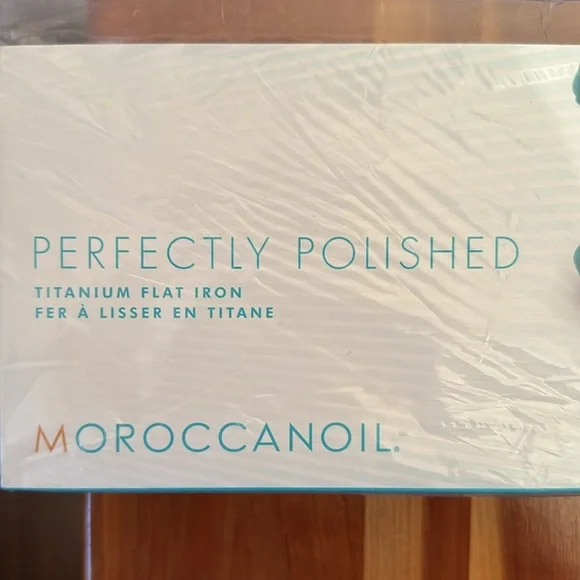 PERFECTLY POLISHED
TITANIUM FLAT IRON
FER À LISSER EN TITANE
MOROCCANOIL.